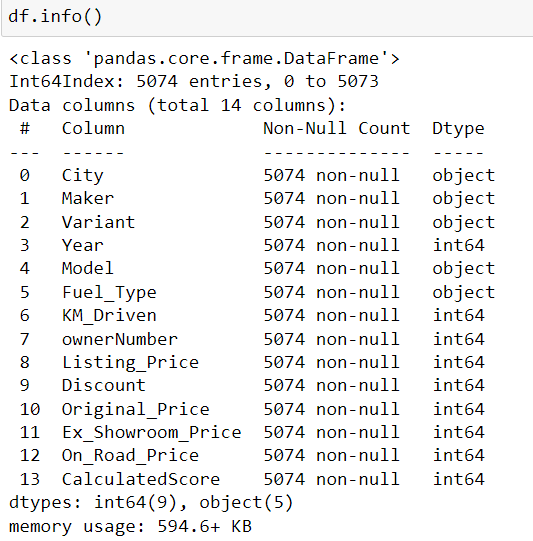 df.info()
<class 'pandas.core.frame.DataFrame'>
Int64Index: 5074 entries, 0 to 5073
Data columns (total 14 columns):
 #   Column             Non-Null Count  Dtype
---  ------             --------------  -----
 0   City               5074 non-null   object
 1   Maker              5074 non-null   object
 2   Variant            5074 non-null   object
 3   Year               5074 non-null   int64
 4   Model              5074 non-null   object
 5   Fuel_Type          5074 non-null   object
 6   KM_Driven          5074 non-null   int64
 7   ownerNumber        5074 non-null   int64
 8   Listing_Price      5074 non-null   int64
 9   Discount           5074 non-null   int64
 10  Original_Price     5074 non-null   int64
 11  Ex_Showroom_Price  5074 non-null   int64
 12  On_Road_Price      5074 non-null   int64
 13  CalculatedScore    5074 non-null   int64
dtypes: int64(9), object(5)
memory usage: 594.6+ KB